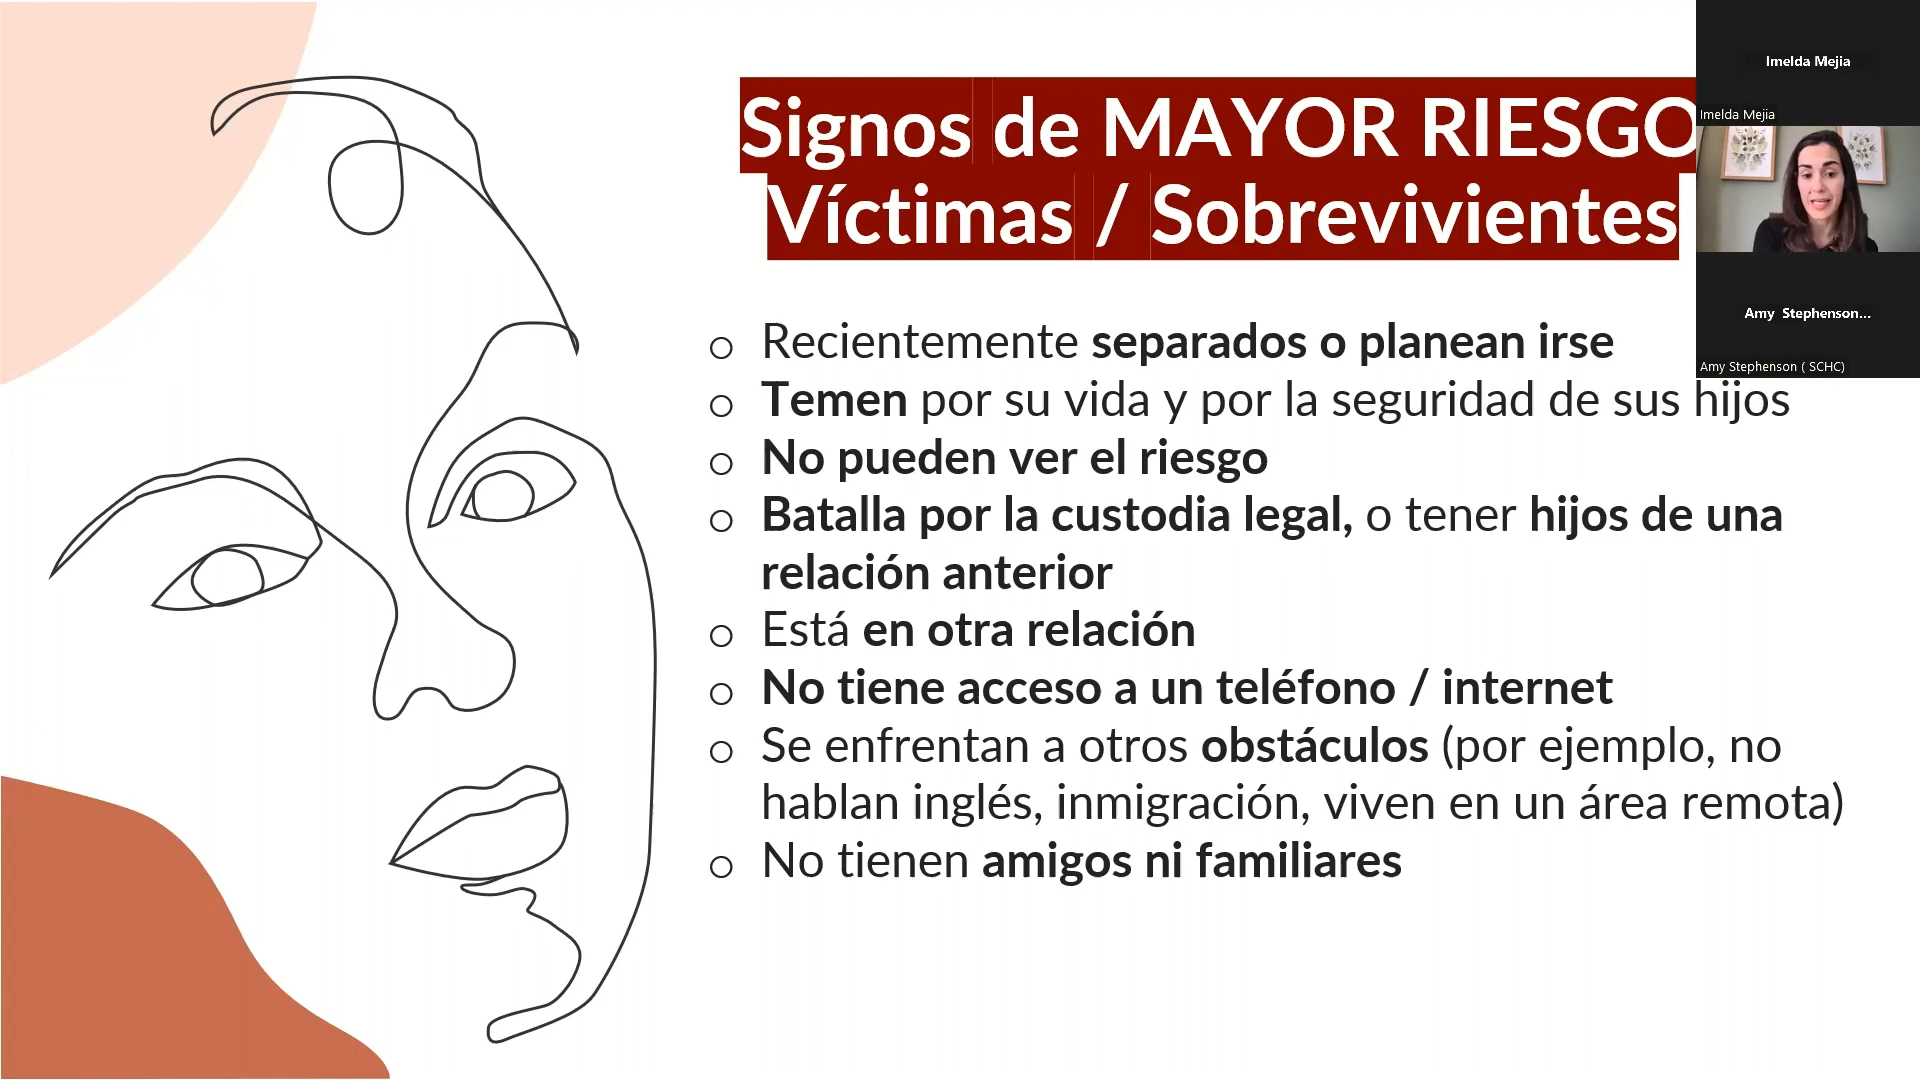 Signos de MAYOR RIESGO
Víctimas / Sobrevivientes
Recientemente separados o planean irse
Temen por su vida y por la seguridad de sus hijos
No pueden ver el riesgo
Batalla por la custodia legal, o tener hijos de una
relación anterior
Está en otra relación
No tiene acceso a un teléfono / internet
Se enfrentan a otros obstáculos (por ejemplo, no
hablan inglés, inmigración, viven en un área remota)
No tienen amigos ni familiares
Imelda Mejia
Imelda Mejia
Amy Stephenson...
Amy Stephenson ( SCHC)